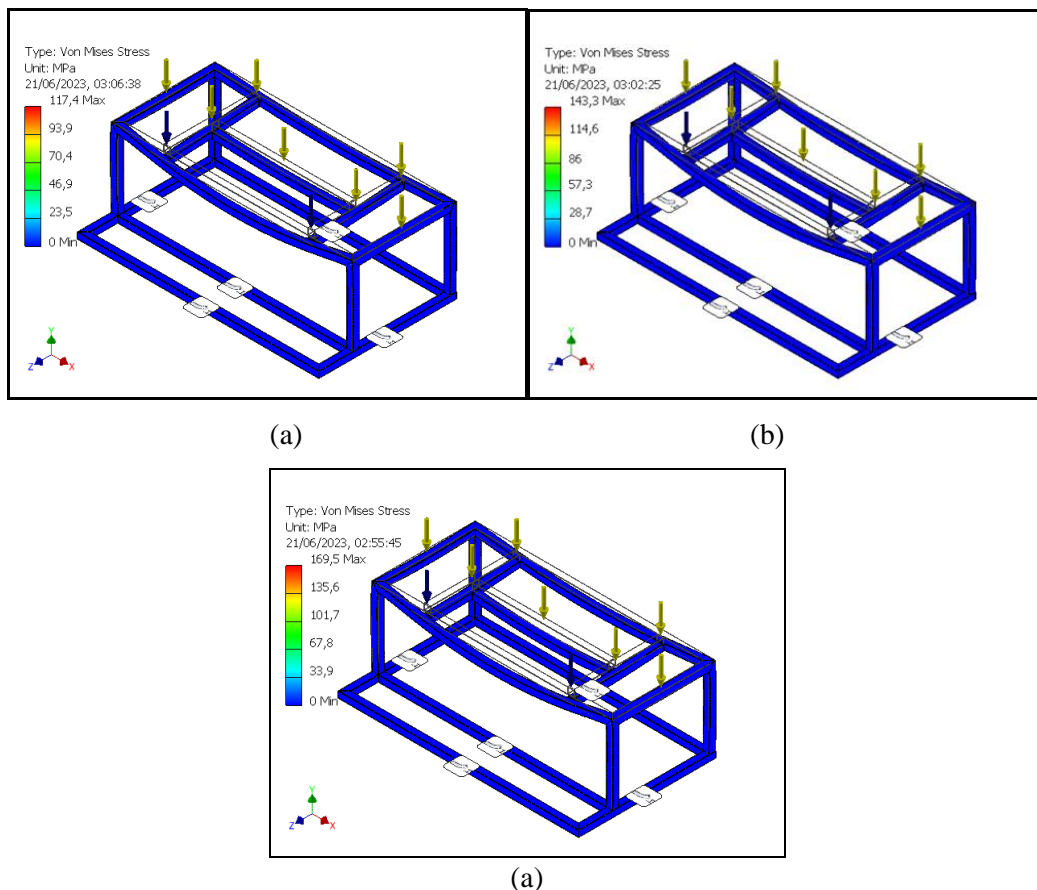 Type: Von Mises Stress
Unit: MPa
21/06/2023, 03:06:38
117,4 Max
93,9
70,4
46,9
23,5
0 Min
Y
Z
X
(a)
Type: Von Mises Stress
Unit: MPa
21/06/2023, 03:02:25
143,3 Max
114,6
86
57,3
28,7
0 Min
Y
Z
X
(b)
Type: Von Mises Stress
Unit: MPa
21/06/2023, 02:55:45
169,5 Max
135,6
101,7
67,8
33,9
0 Min
Y
Z
X
(a)